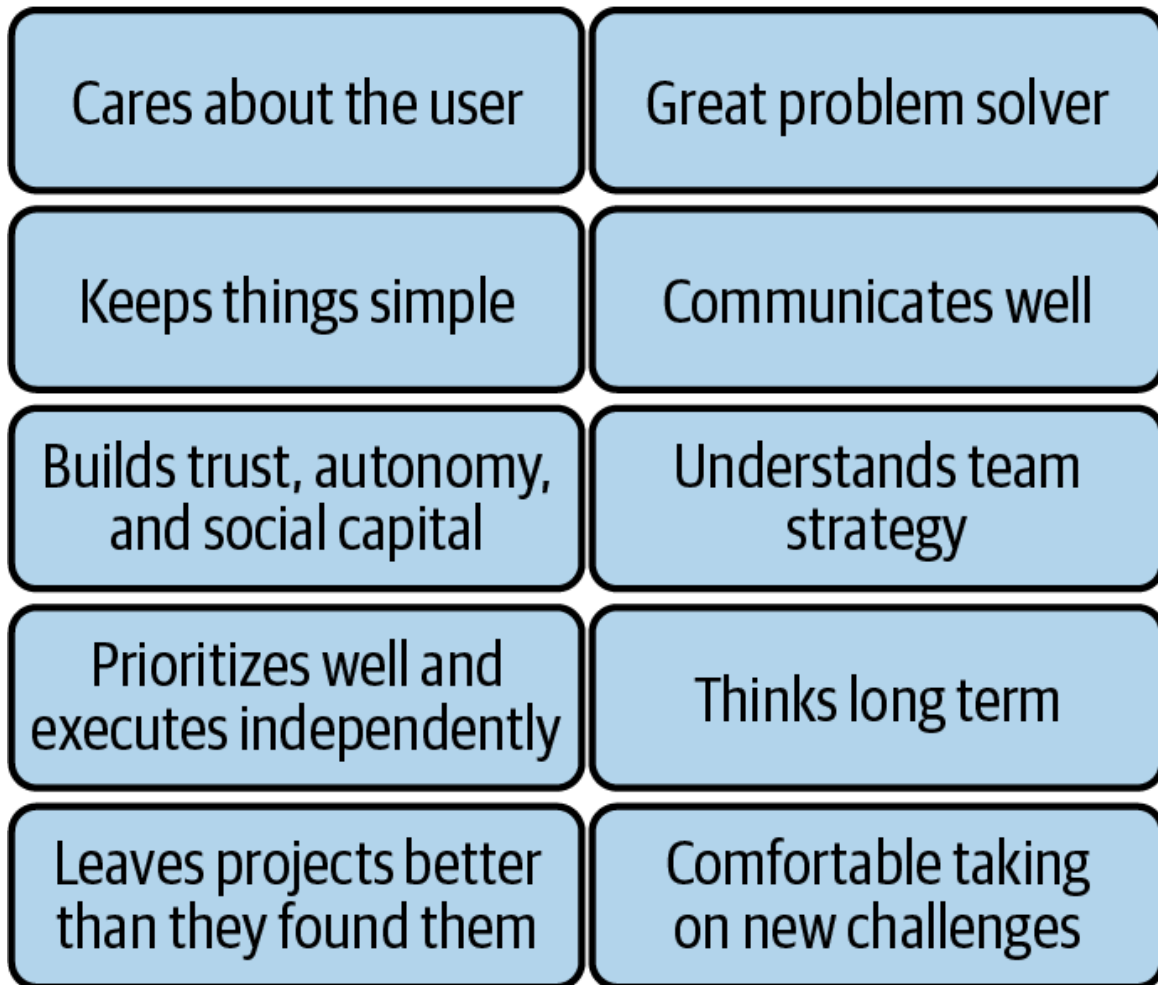 Cares about the user
Great problem solver
Keeps things simple
Communicates well
Builds trust, autonomy,
and social capital
Understands team
strategy
Prioritizes well and
executes independently
Thinks long term
Leaves projects better
than they found them
Comfortable taking
on new challenges